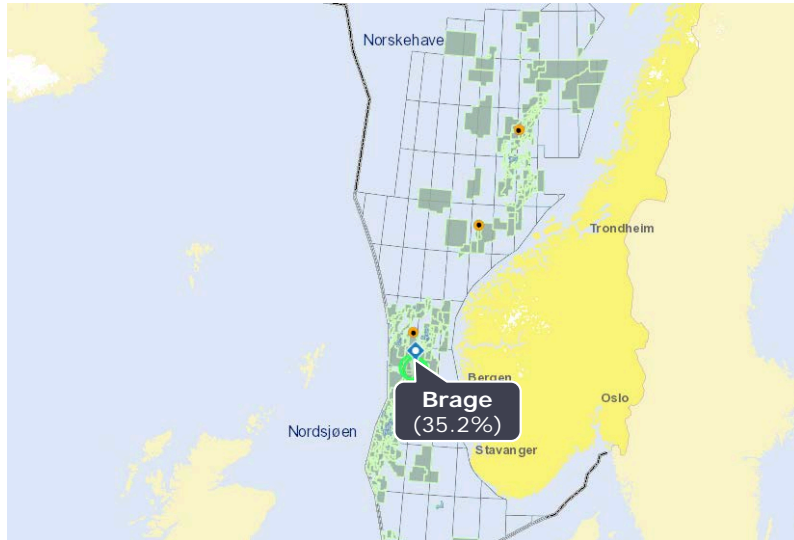 Norskehave
Trondheim
Bergen
Brage
(35.2%)
Oslo
Nordsjøen
Stavanger